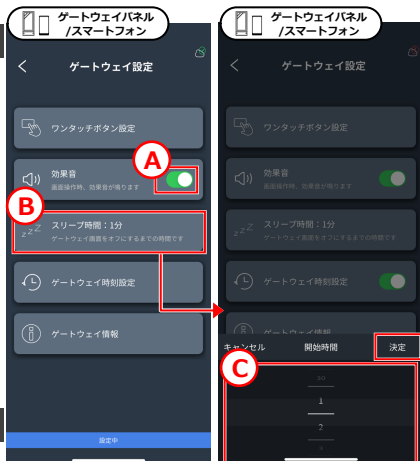 ゲートウェイパネル
/スマートフォン
ゲートウェイ設定
ワンタッチボタン設定
A
効果音
画面操作時、効果音が鳴ります
B
スリープ時間：1分
ゲートウェイ画面をオフにするまでの時間です
ゲートウェイ時刻設定
ゲートウェイ情報
設定中
ゲートウェイパネル
/スマートフォン
ゲートウェイ設定
ワンタッチボタン設定
効果音
画面操作時、効果音が鳴ります
スリープ時間：1分
ゲートウェイ画面をオフにするまでの時間です
ゲートウェイ時刻設定
ゲートウェイ情報
キャンセル 開始時間 決定
C
1
2